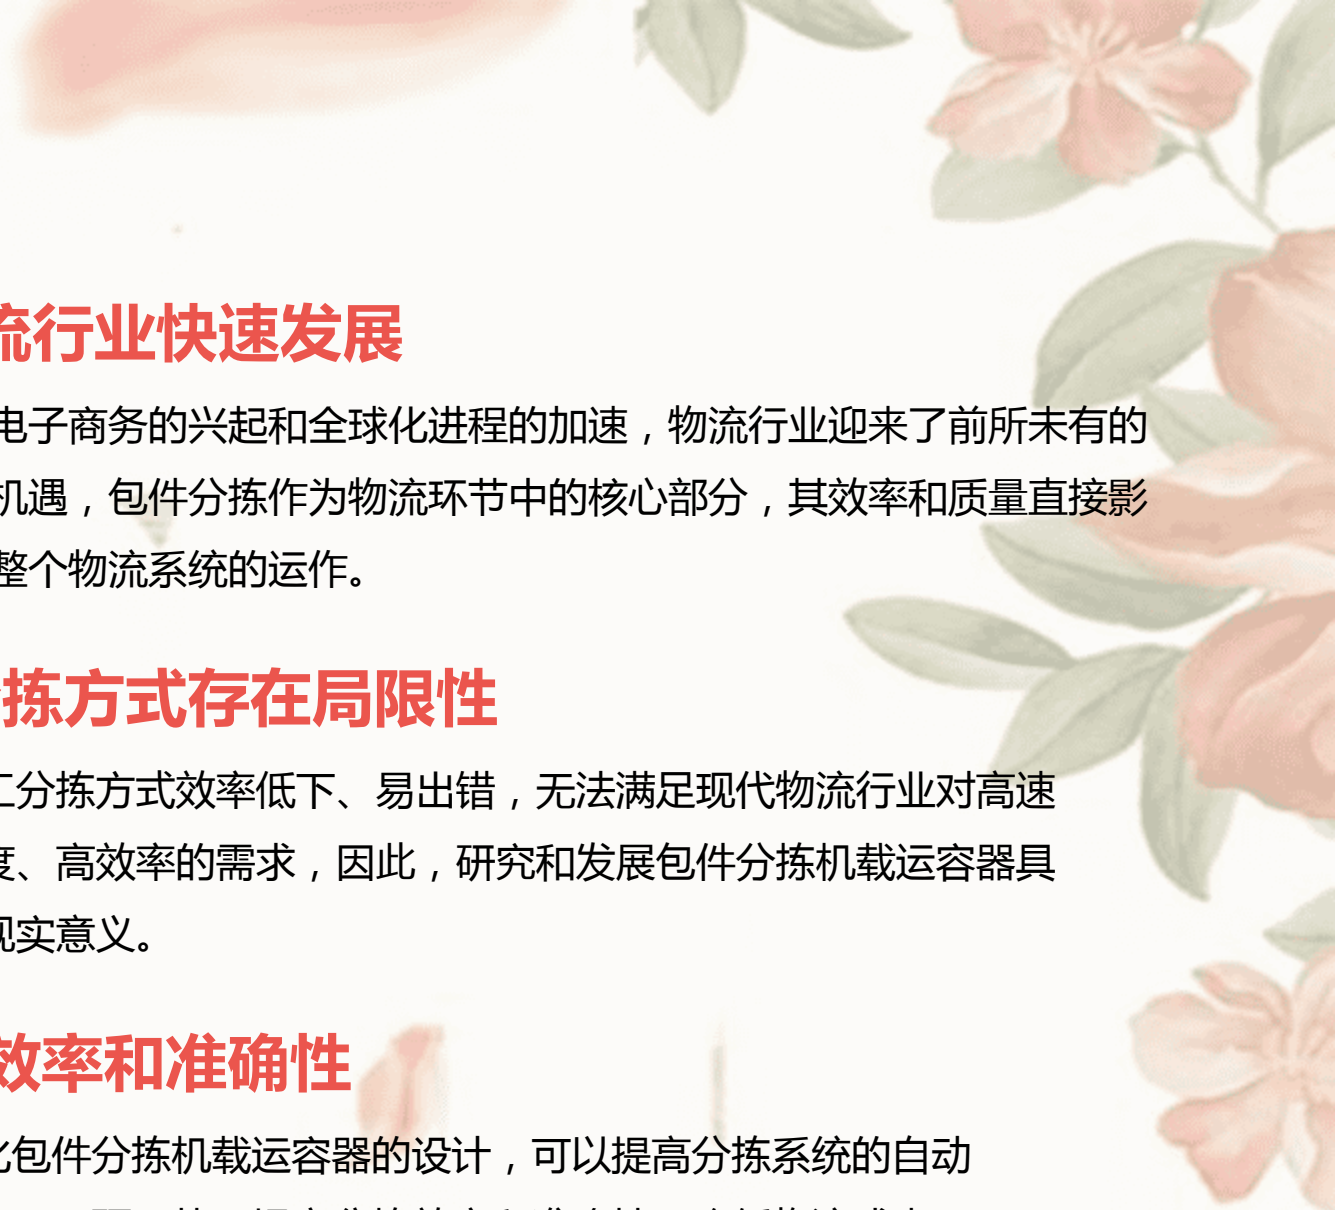 流行业快速发展
电子商务的兴起和全球化进程的加速，物流行业迎来了前所未有的
机遇，包件分拣作为物流环节中的核心部分，其效率和质量直接影
整个物流系统的运作。
拣方式存在局限性
工分拣方式效率低下、易出错，无法满足现代物流行业对高速
度、高效率的需求，因此，研究和发展包件分拣机载运容器具
现实意义。
效率和准确性
化包件分拣机载运容器的设计，可以提高分拣系统的自动